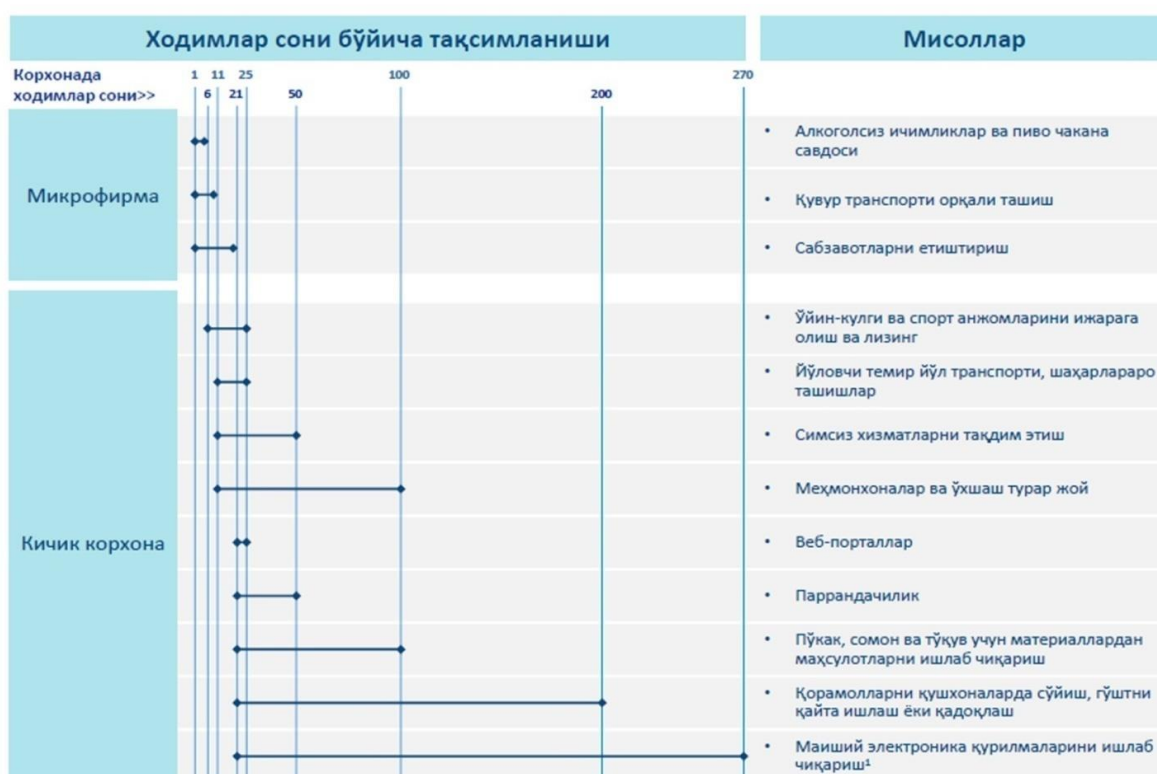 Ходимлар сони бўйича тақсимланиши
Мисоллар
Корхонада
ходимлар сони>>
1 11 25 100 270
6 21 50 200
Микрофирма
• Алкоголсиз ичимликлар ва пиво чакана
савдоси
• Қувур транспорти орқали ташиш
• Сабзавотларни етиштириш
Кичик корхона
• Ўйин-кулги ва спорт анжомларини ижарага
олиш ва лизинг
• Йўловчи темир йўл транспорти, шаҳарлараро
ташишлар
• Симсиз хизматларни тақдим этиш
• Меҳмонхоналар ва ўхшаш турар жой
• Веб-порталлар
• Паррандачилик
• Пўкак, сомон ва тўқув учун материаллардан
маҳсулотларни ишлаб чиқариш
• Қорамолларни қушхоналарда сўйиш, гўштни
қайта ишлаш ёки қадоқлаш
• Маиший электроника қурилмаларини ишлаб
чиқариш¹